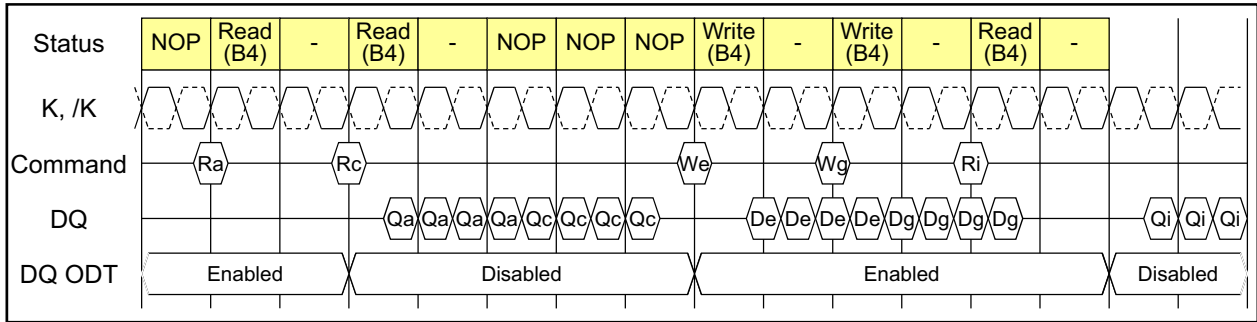 Status NOP Read (B4) - Read (B4) - NOP NOP NOP Write (B4) - Write (B4) - Read (B4) -
K, /K
Command Ra Rc We Wg Ri
DQ Qa Qa Qa Qa Qc Qc Qc Qc De De De De Dg Dg Dg Dg Qi Qi Qi
DQ ODT Enabled Disabled Enabled Disabled